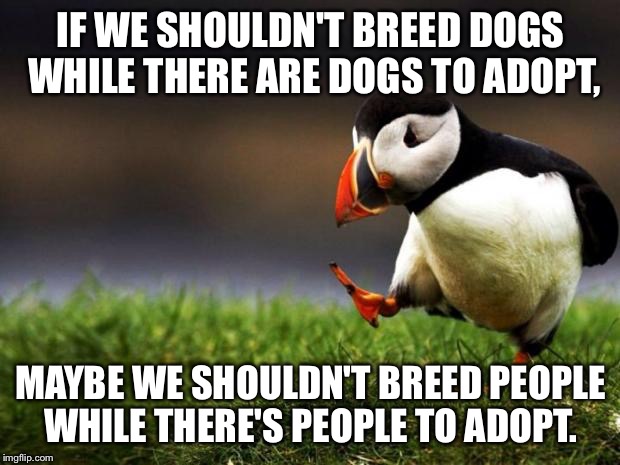 IF WE SHOULDN'T BREED DOGS
WHILE THERE ARE DOGS TO ADOPT,
MAYBE WE SHOULDN'T BREED PEOPLE
WHILE THERE'S PEOPLE TO ADOPT.
imgflip.com